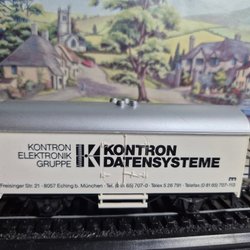 KONTRON
ELEKTRONIK
GRUPPE
K KONTRON
DATENSYSTEME
Freisinger Str. 21 · 8057 Eching b. München · Tel. (0 81 65) 707-0 · Telex 5 26 791 · Telefax (0 81 65) 707-110